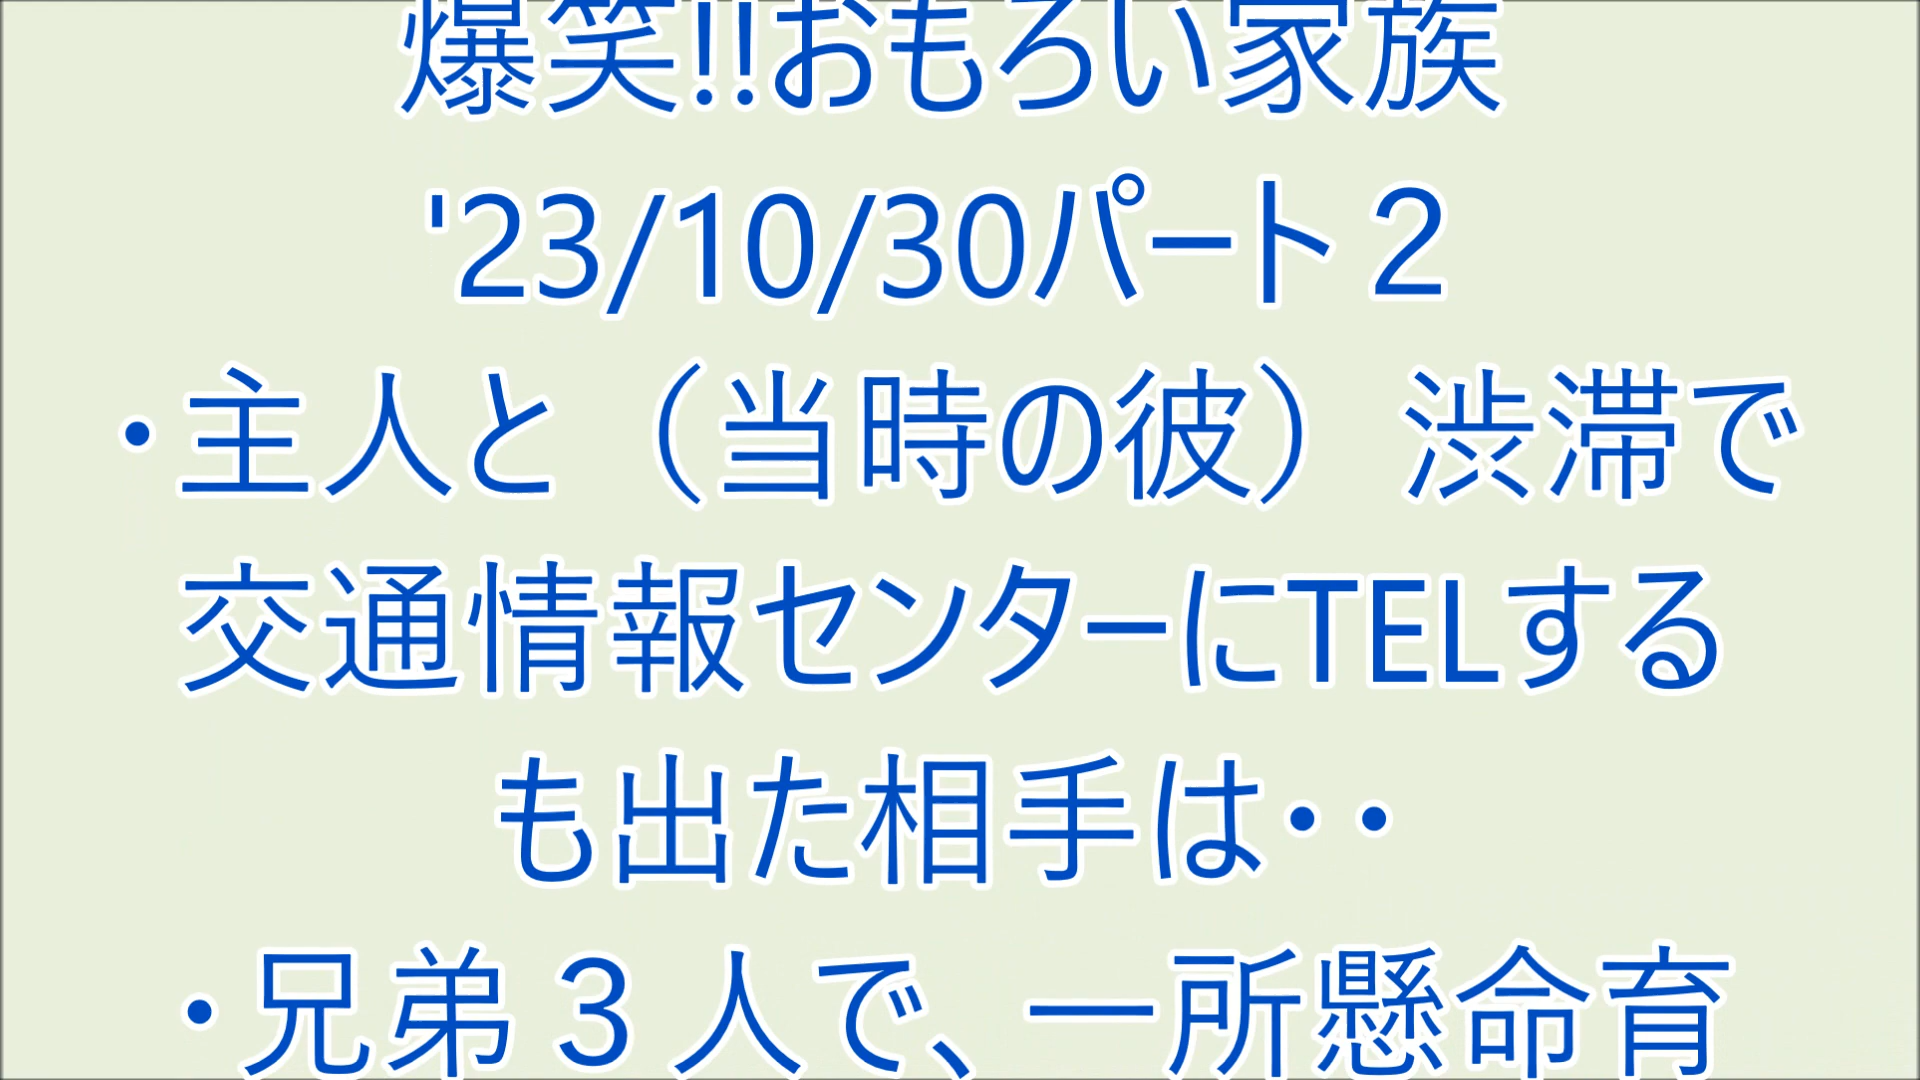 爆笑!!おもろい家族
'23/10/30パート２
・主人と（当時の彼）渋滞で
交通情報センターにTELする
も出た相手は・・
・兄弟３人で、一所懸命育